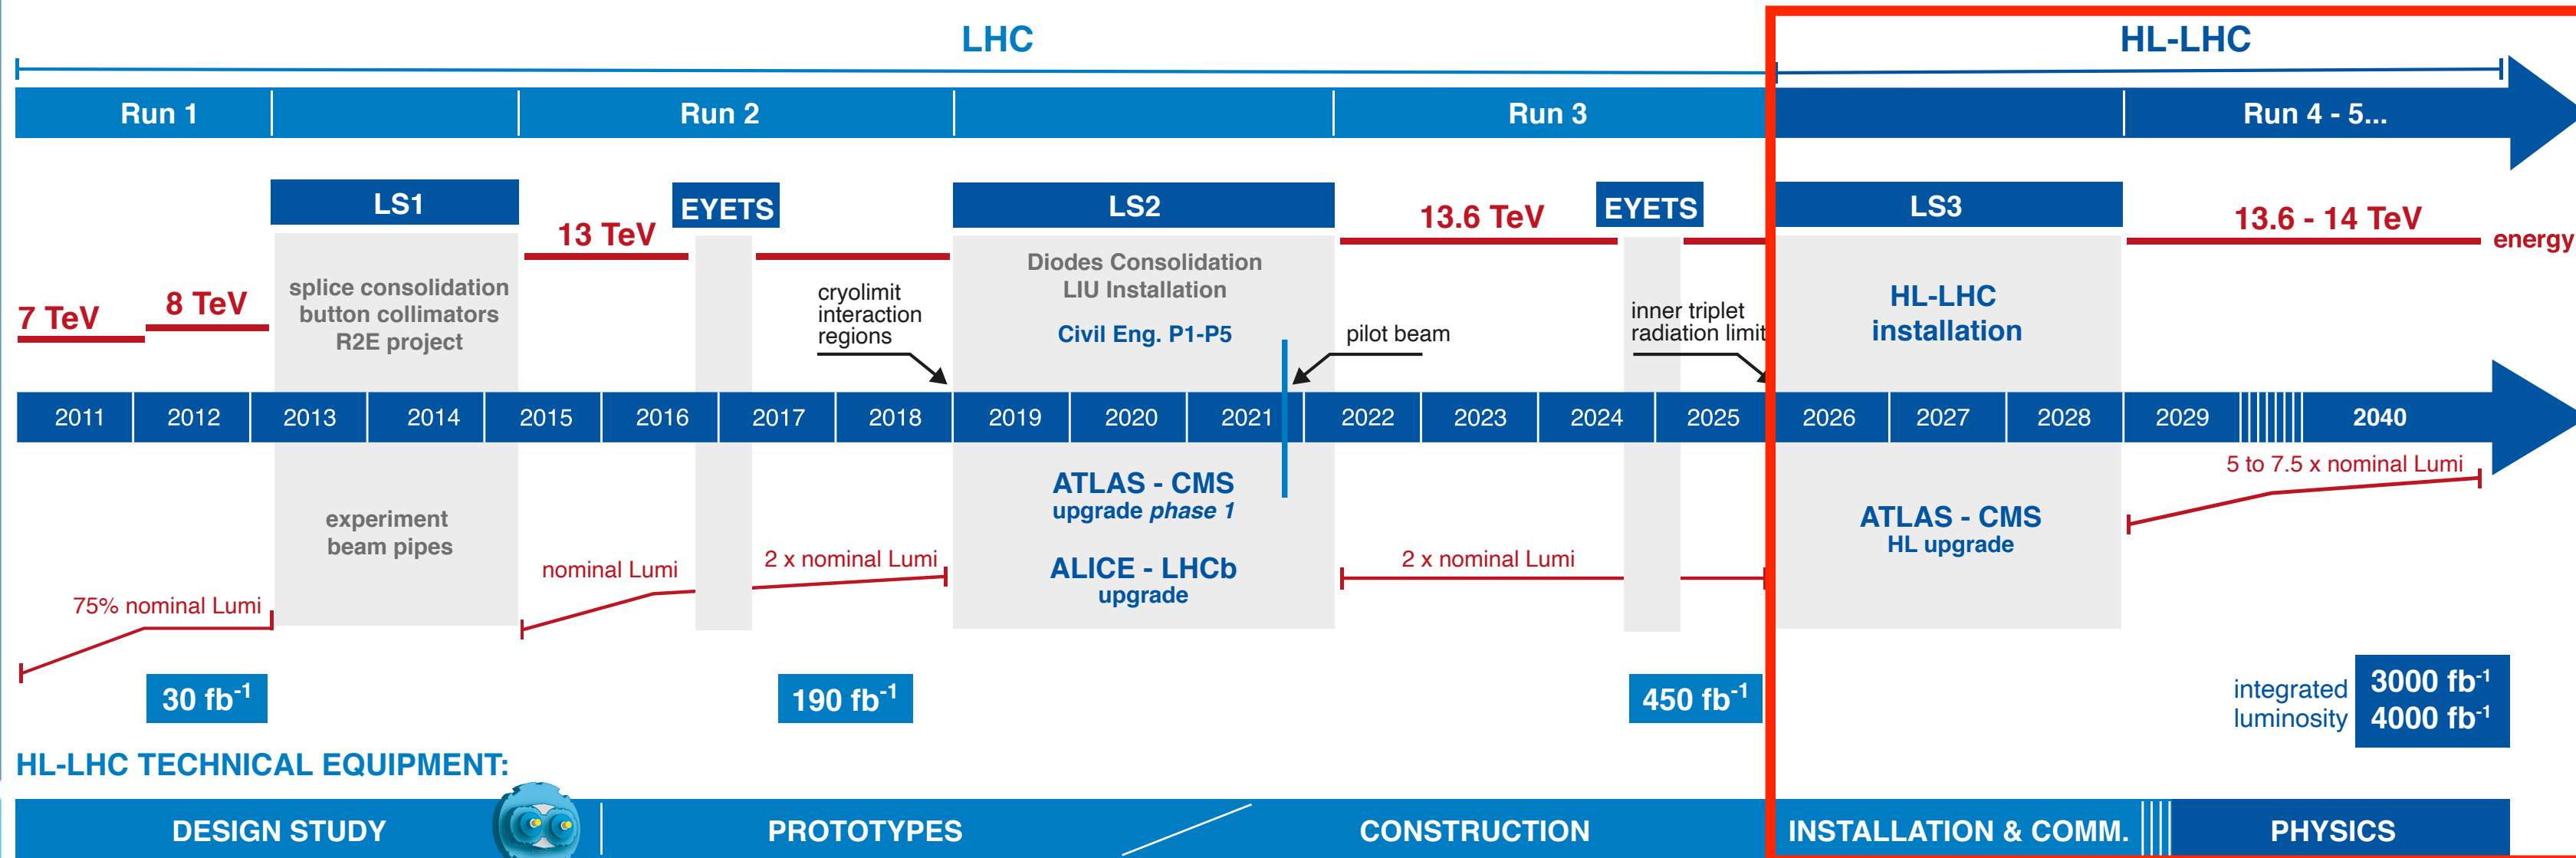 LHC
HL-LHC
Run 1
Run 2
Run 3
Run 4 - 5...
LS1
EYETS
LS2
EYETS
LS3
13 TeV
13.6 TeV
13.6 - 14 TeV
energy
7 TeV
8 TeV
splice consolidation
button collimators
R2E project
cryolimit
interaction
regions
Diodes Consolidation
LIU Installation
Civil Eng. P1-P5
pilot beam
inner triplet
radiation limit
HL-LHC
installation
2011
2012
2013
2014
2015
2016
2017
2018
2019
2020
2021
2022
2023
2024
2025
2026
2027
2028
2029
2040
experiment
beam pipes
ATLAS - CMS
upgrade phase 1
ALICE - LHCb
upgrade
ATLAS - CMS
HL upgrade
5 to 7.5 x nominal Lumi
75% nominal Lumi
nominal Lumi
2 x nominal Lumi
2 x nominal Lumi
30 fb-1
190 fb-1
450 fb-1
integrated
luminosity
3000 fb-1
4000 fb-1
HL-LHC TECHNICAL EQUIPMENT:
DESIGN STUDY
PROTOTYPES
CONSTRUCTION
INSTALLATION & COMM.
PHYSICS